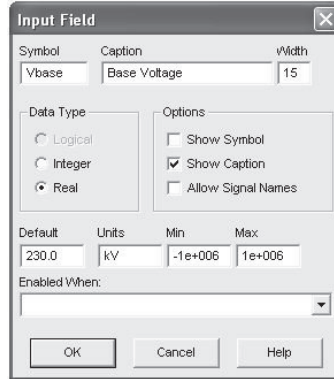 Input Field
Symbol Caption Width
Vbase Base Voltage 15
Data Type Options
Logical Show Symbol
Integer Show Caption
Real Allow Signal Names
Default Units Min Max
230.0 kV -1e+006 1e+006
Enabled When:
OK Cancel Help